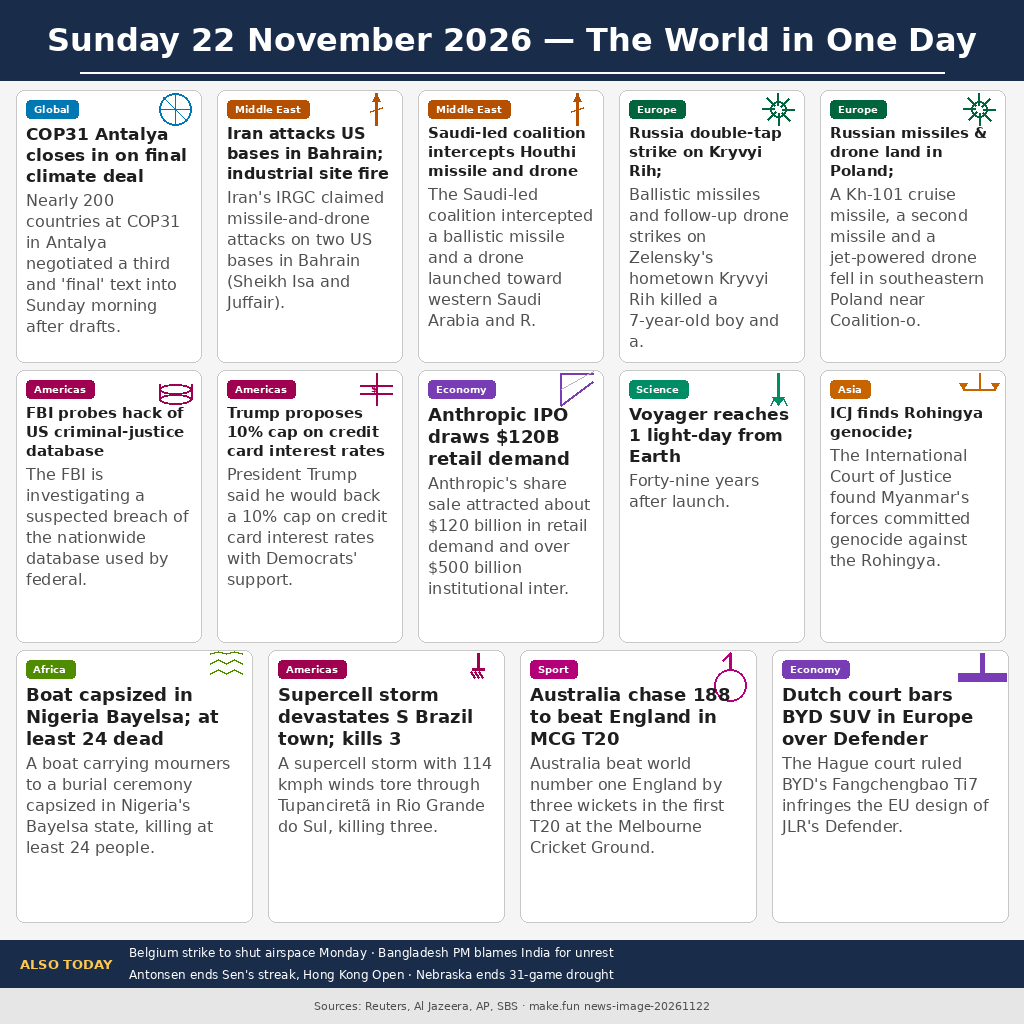 Sunday 22 November 2026 — The World in One Day
Global
COP31 Antalya
closes in on final
climate deal
Nearly 200
countries at COP31
in Antalya
negotiated a third
and 'final' text into
Sunday morning
after drafts.
Middle East
Iran attacks US
bases in Bahrain;
industrial site fire
Iran's IRGC claimed
missile-and-drone
attacks on two US
bases in Bahrain
(Sheikh Isa and
Juffair).
Middle East
Saudi-led coalition
intercepts Houthi
missile and drone
The Saudi-led
coalition intercepted
a ballistic missile
and a drone
launched toward
western Saudi
Arabia and R.
Europe
Russia double-tap
strike on Kryvyi
Rih;
Ballistic missiles
and follow-up drone
strikes on
Zelensky's
hometown Kryvyi
Rih killed a
7-year-old boy and
a.
Europe
Russian missiles &
drone land in
Poland;
A Kh-101 cruise
missile, a second
missile and a
jet-powered drone
fell in southeastern
Poland near
Coalition-o.
Americas
FBI probes hack of
US criminal-justice
database
The FBI is
investigating a
suspected breach of
the nationwide
database used by
federal.
Americas
Trump proposes
10% cap on credit
card interest rates
President Trump
said he would back
a 10% cap on credit
card interest rates
with Democrats'
support.
Economy
Anthropic IPO
draws $120B
retail demand
Anthropic's share
sale attracted about
$120 billion in retail
demand and over
$500 billion
institutional inter.
Science
Voyager reaches
1 light-day from
Earth
Forty-nine years
after launch.
Asia
ICJ finds Rohingya
genocide;
The International
Court of Justice
found Myanmar's
forces committed
genocide against
the Rohingya.
Africa
Boat capsized in
Nigeria Bayelsa; at
least 24 dead
A boat carrying mourners
to a burial ceremony
capsized in Nigeria's
Bayelsa state, killing at
least 24 people.
Americas
Supercell storm
devastates S Brazil
town; kills 3
A supercell storm with 114
kmph winds tore through
Tupanciretã in Rio Grande
do Sul, killing three.
Sport
Australia chase 188
to beat England in
MCG T20
Australia beat world
number one England by
three wickets in the first
T20 at the Melbourne
Cricket Ground.
Economy
Dutch court bars
BYD SUV in Europe
over Defender
The Hague court ruled
BYD's Fangchengbao Ti7
infringes the EU design of
JLR's Defender.
ALSO TODAY
Belgium strike to shut airspace Monday · Bangladesh PM blames India for unrest
Antonsen ends Sen's streak, Hong Kong Open · Nebraska ends 31-game drought
Sources: Reuters, Al Jazeera, AP, SBS · make.fun news-image-20261122